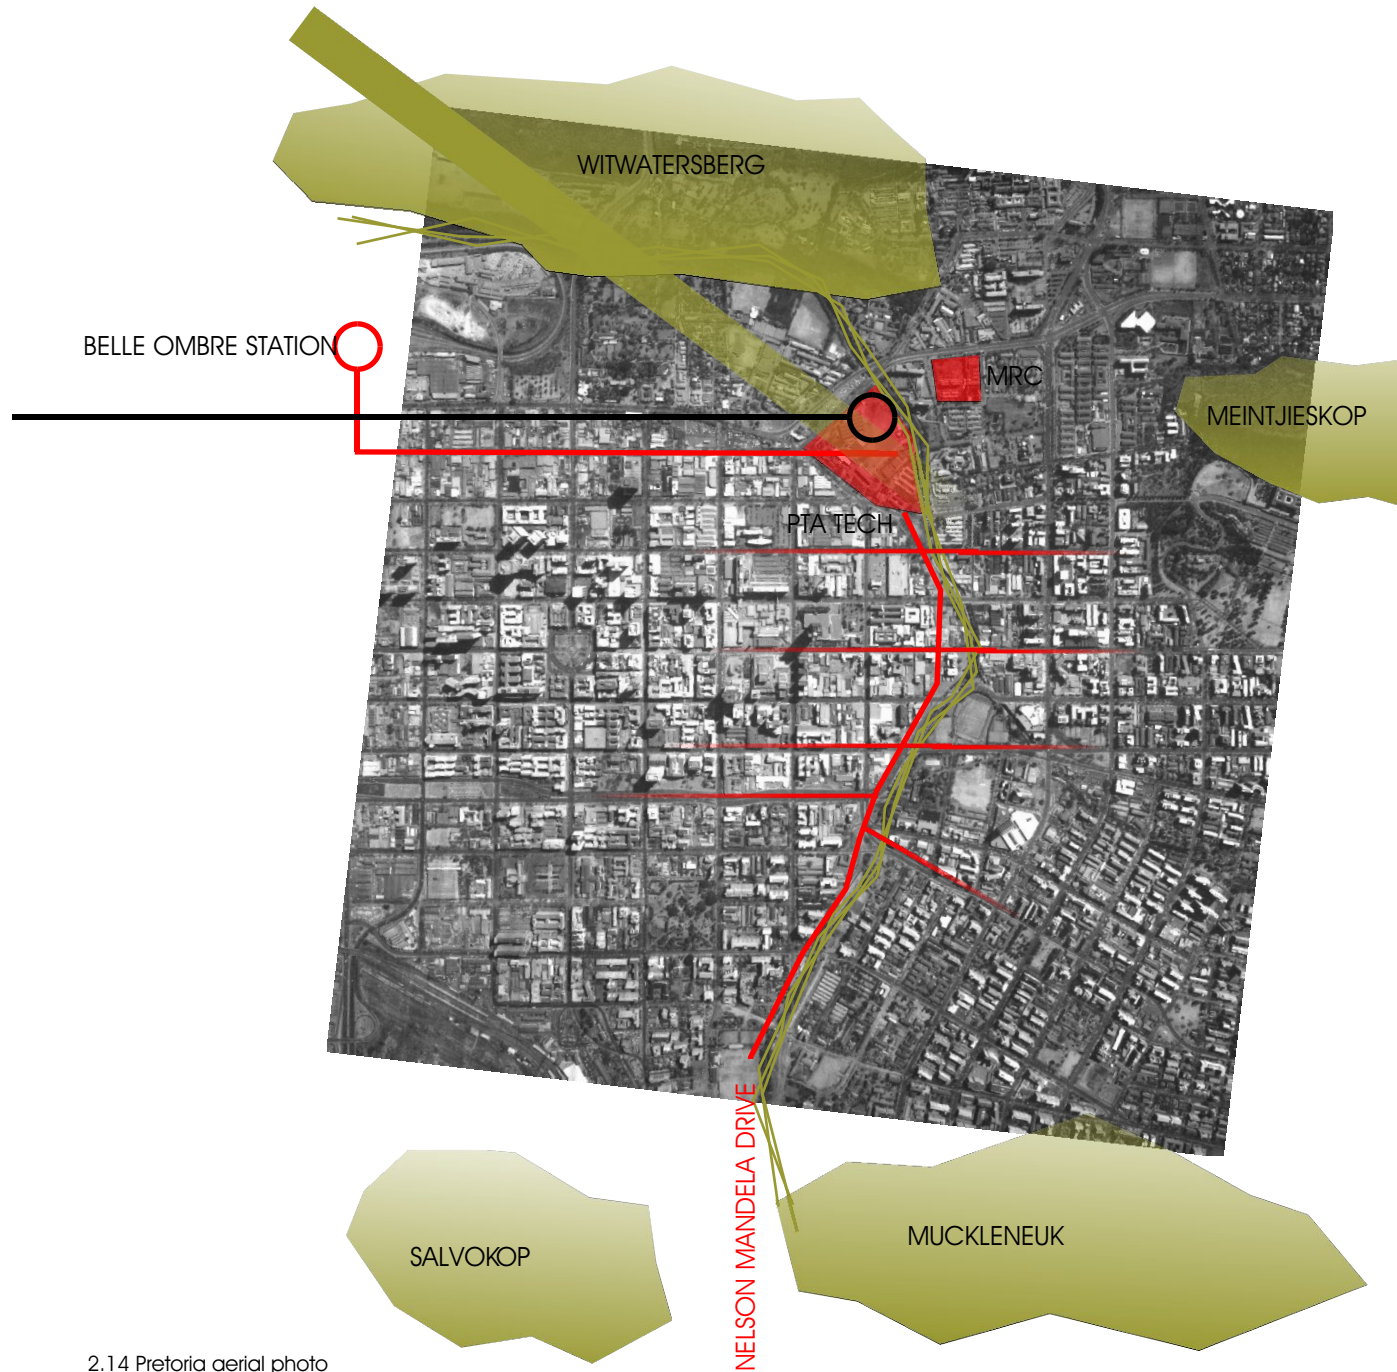 WITWATERSBERG
BELLE OMBRE STATION
MRC
MEINTJIESKOP
PTA TECH
NELSON MANDELA DRIVE
SALVOKOP
MUCKLENEUK
2.14 Pretoria aerial photo